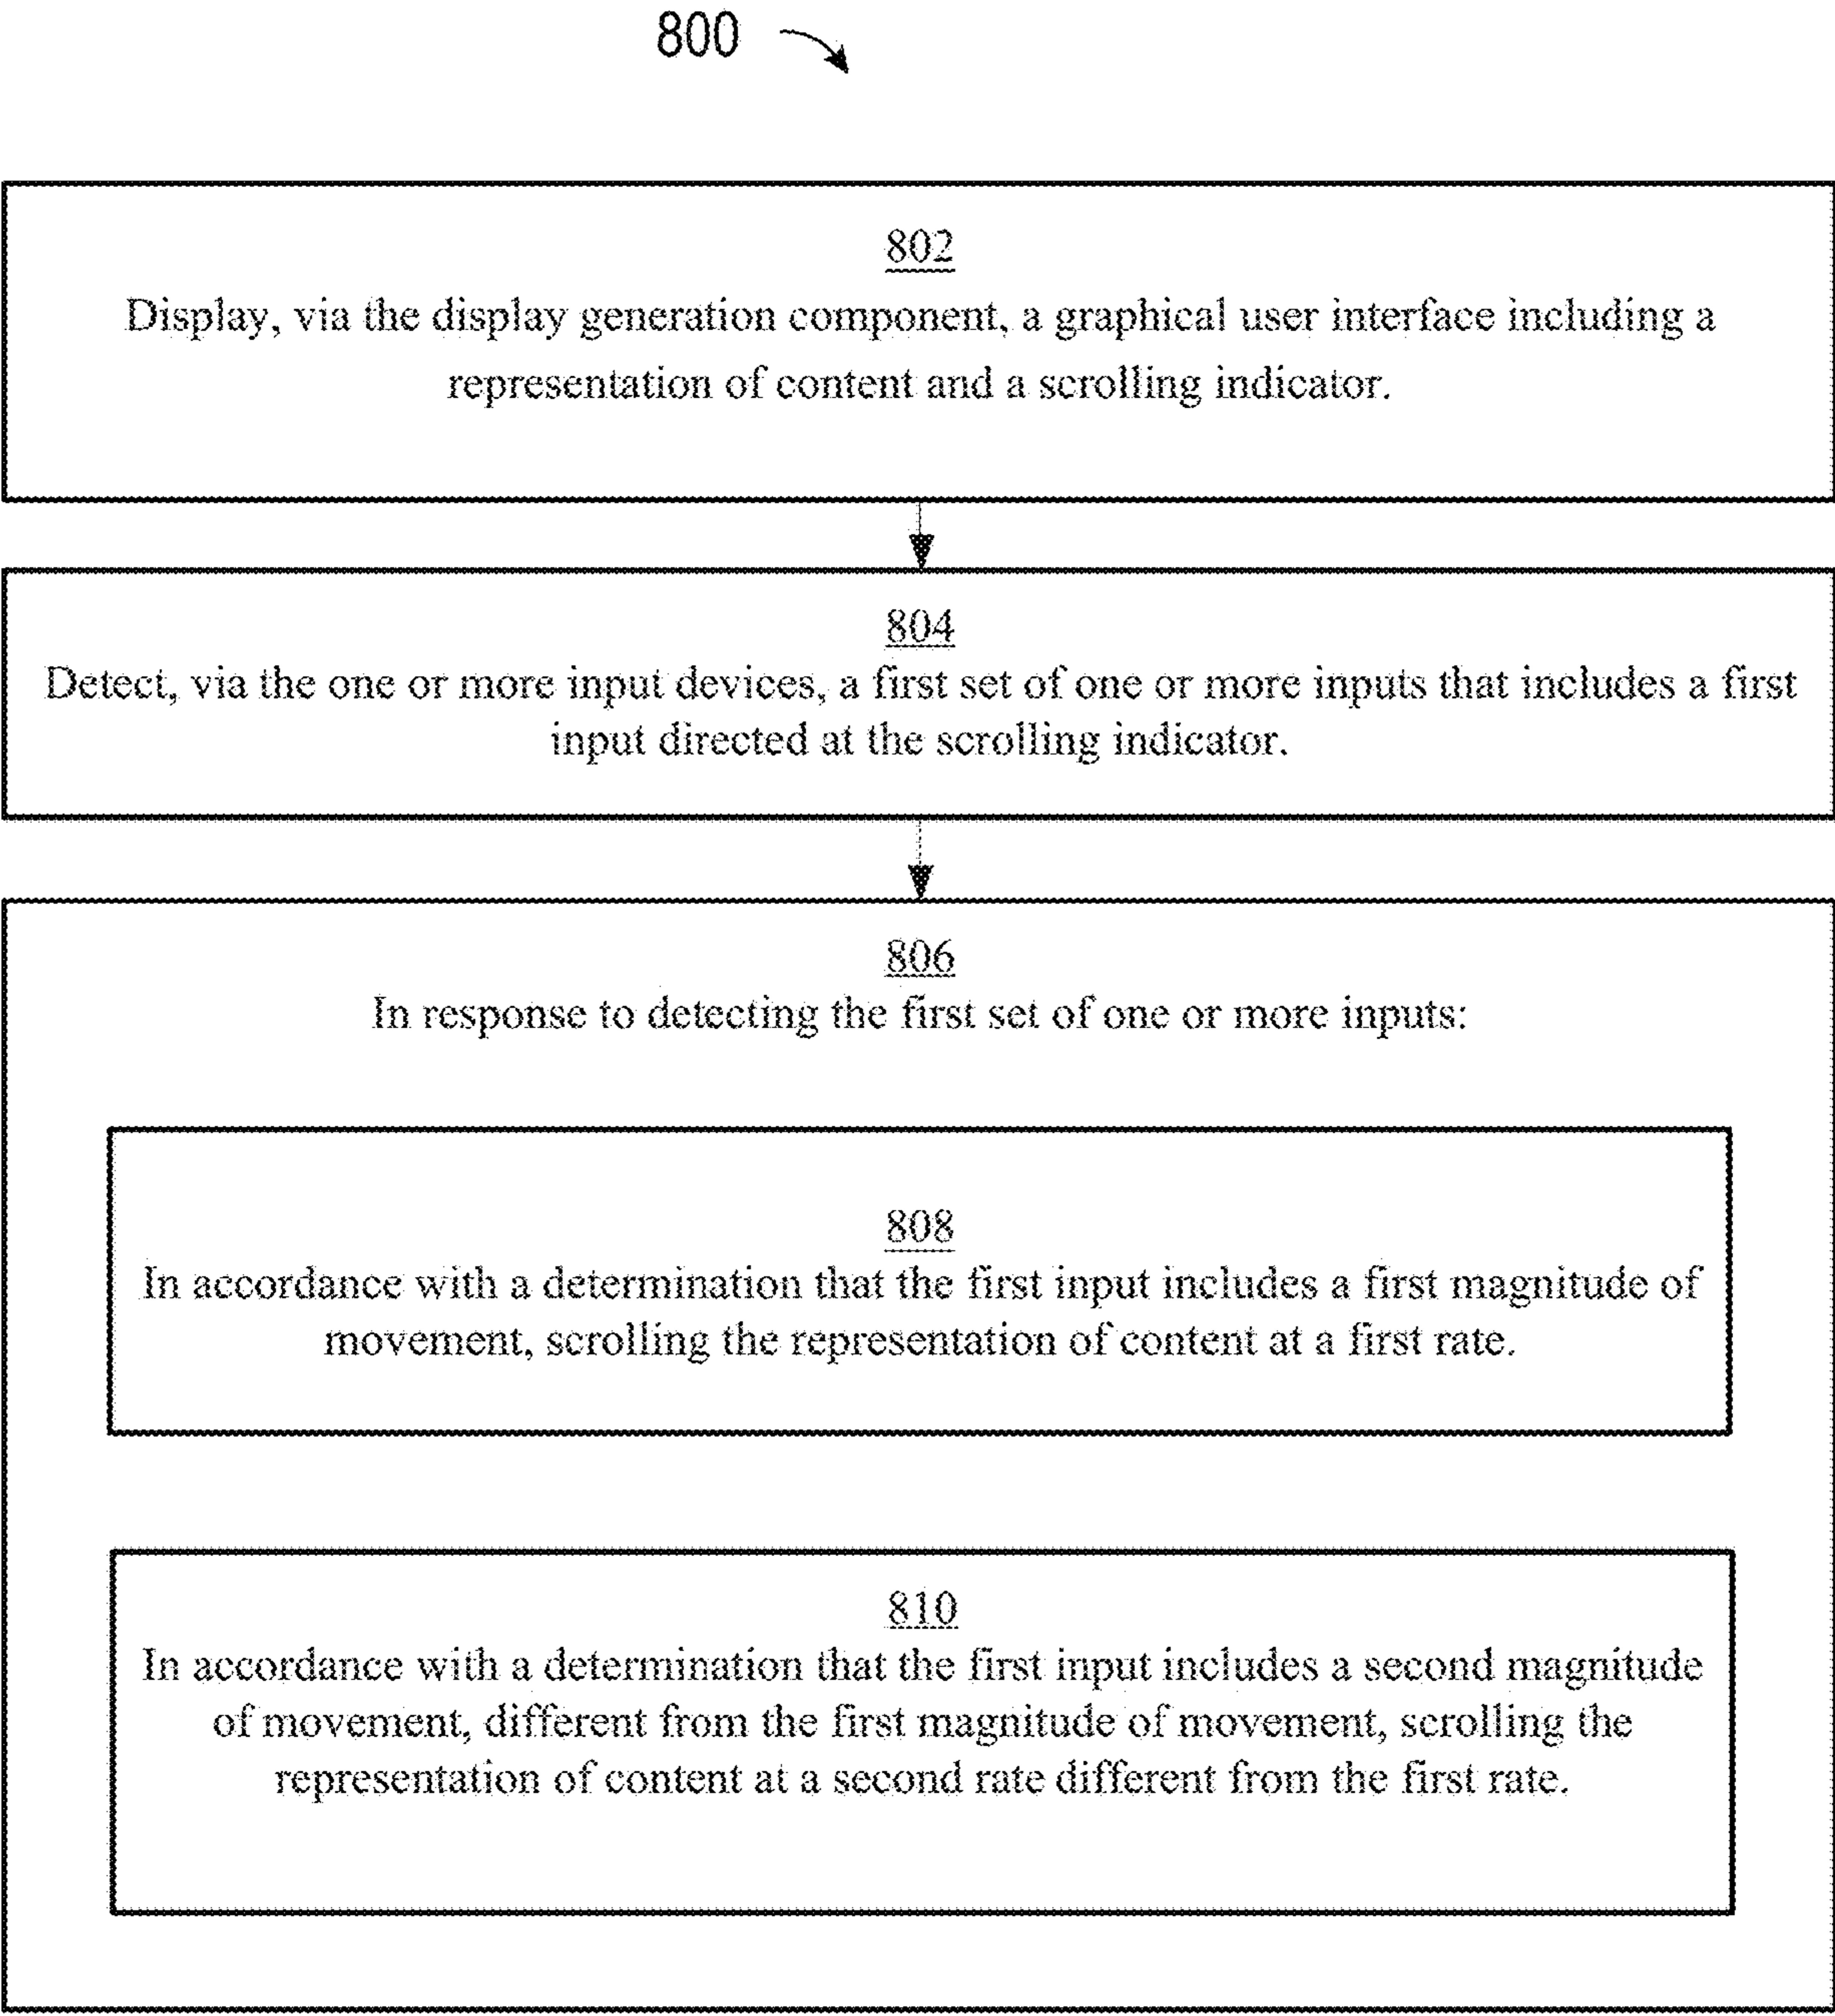 800
802
Display, via the display generation component, a graphical user interface including a
representation of content and a scrolling indicator.
804
Detect, via the one or more input devices, a first set of one or more inputs that includes a first
input directed at the scrolling indicator.
806
In response to detecting the first set of one or more inputs:
808
In accordance with a determination that the first input includes a first magnitude of
movement, scrolling the representation of content at a first rate.
810
In accordance with a determination that the first input includes a second magnitude
of movement, different from the first magnitude of movement, scrolling the
representation of content at a second rate different from the first rate.